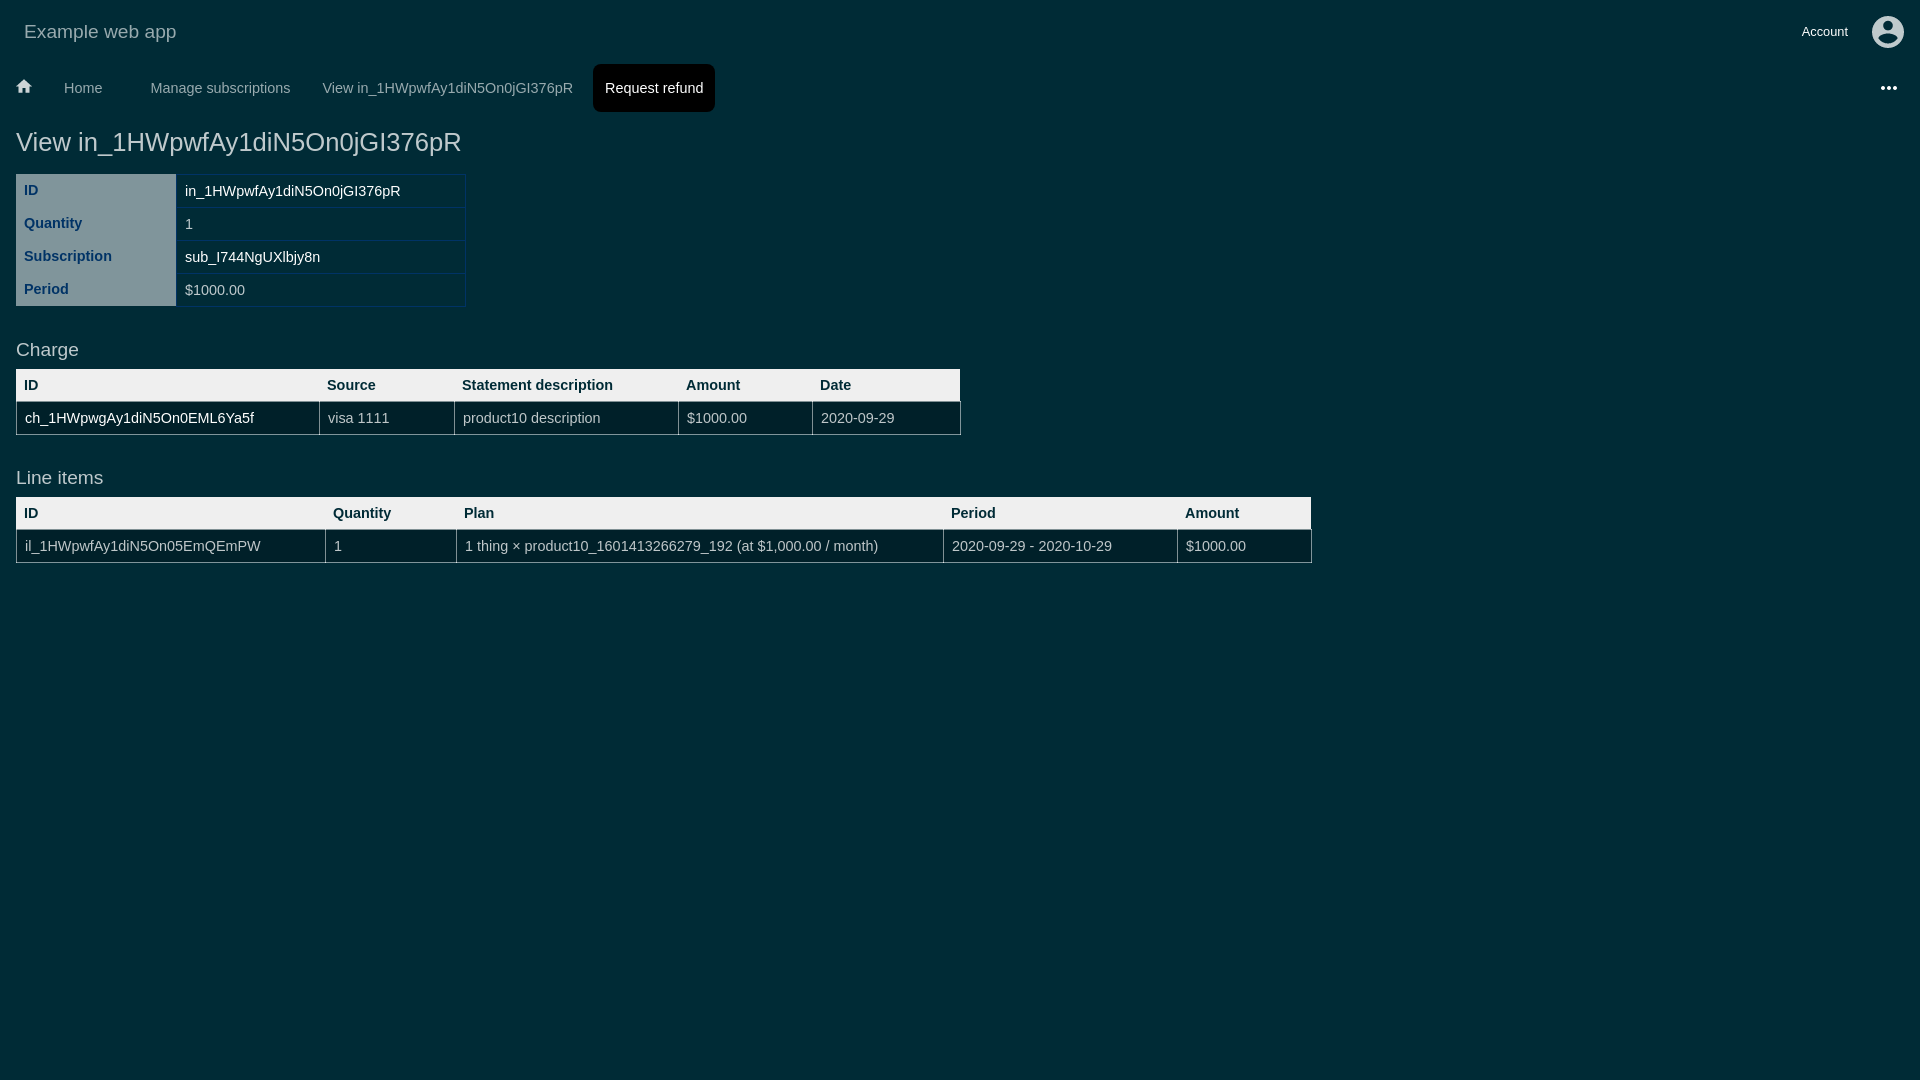 Example web app
Account
Home Manage subscriptions View in_1HWpwfAy1diN5On0jGI376pR Request refund
View in_1HWpwfAy1diN5On0jGI376pR
ID in_1HWpwfAy1diN5On0jGI376pR
Quantity 1
Subscription sub_I744NgUXlbjy8n
Period $1000.00
Charge
ID Source Statement description Amount Date
ch_1HWpwgAy1diN5On0EML6Ya5f visa 1111 product10 description $1000.00 2020-09-29
Line items
ID Quantity Plan Period Amount
il_1HWpwfAy1diN5On05EmQEmPW 1 1 thing × product10_1601413266279_192 (at $1,000.00 / month) 2020-09-29 - 2020-10-29 $1000.00